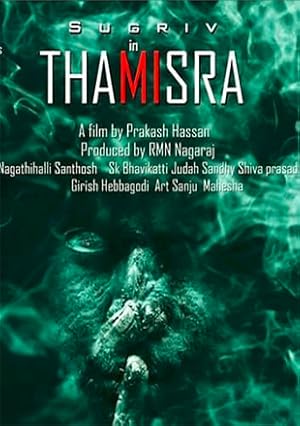 SUGRIV
in
THAMISRA
A film by Prakash Hassan
Produced by RMN Nagaraj
Nagathihalli Santhosh Sk Bhavikatti Judah Sandhy Shiva prasad
Girish Hebbagodi Art Sanju Mahesha